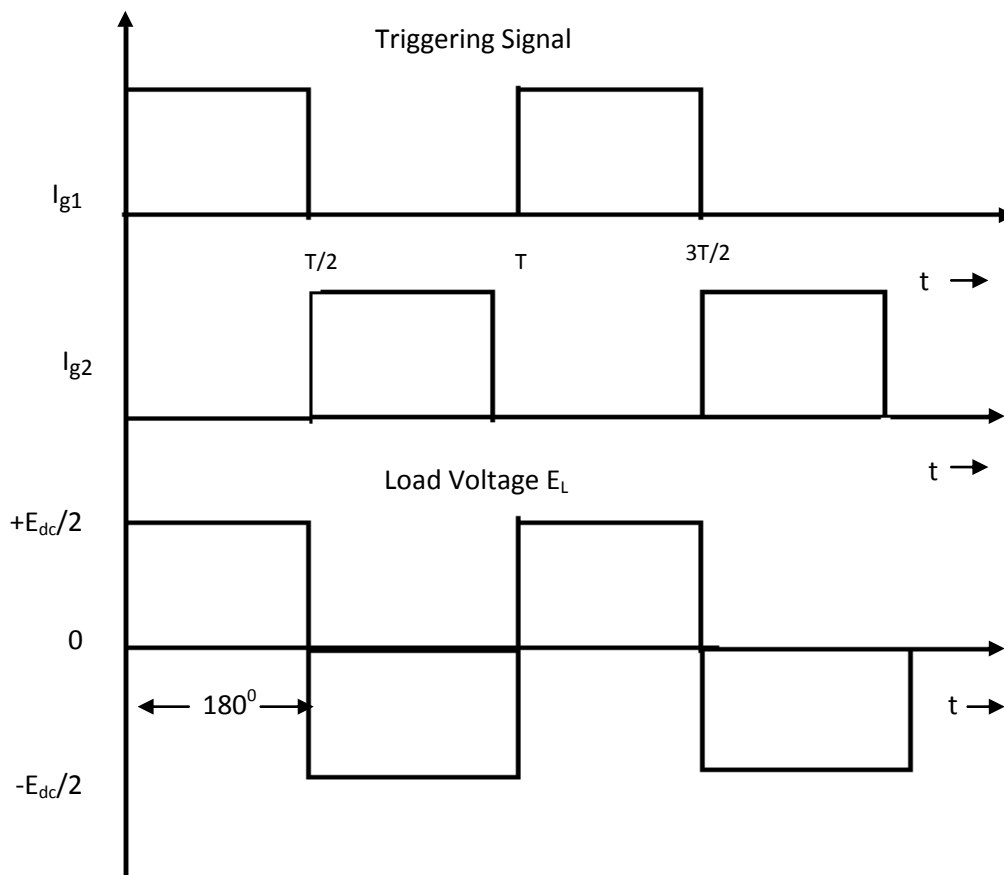 Triggering Signal
Ig1
T/2
T
3T/2
t
Ig2
t
Load Voltage EL
+Edc/2
0
180⁰
t
-Edc/2